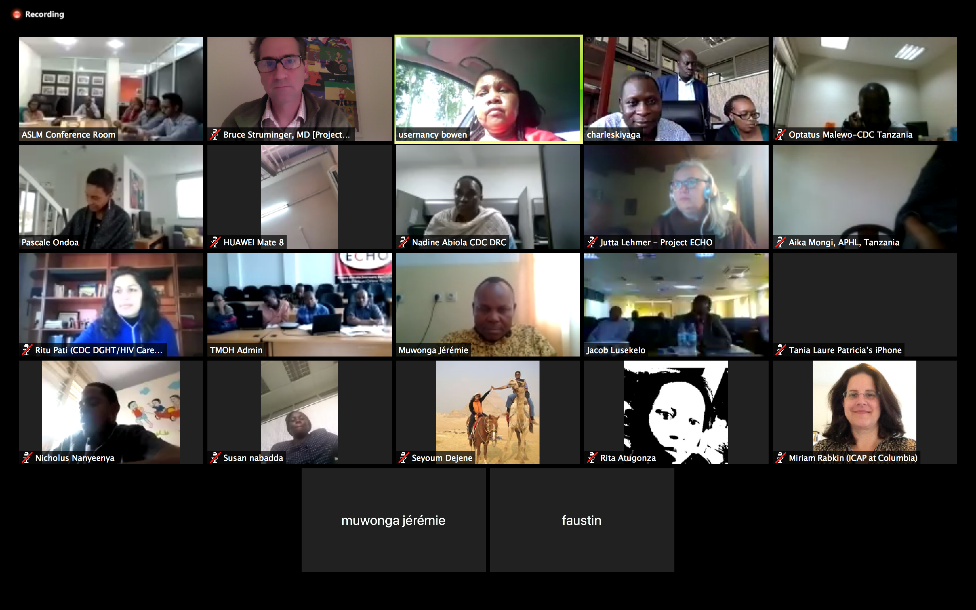 Recording
ASLM Conference Room
Bruce Struminger, MD [Project...
usernancy bowen
charleskiyaga
Optatus Malewo-CDC Tanzania
Pascale Ondoa
HUAWEI Mate 8
Nadine Abiola CDC DRC
Jutta Lehmer - Project ECHO
Aika Mongi, APHL, Tanzania
Ritu Pati (CDC DGHT/HIV Care...
ECHO
TMOH Admin
Muwonga Jérémie
Jacob Lusekelo
Tania Laure Patricia's iPhone
Nicholus Nanyeenya
Susan nabadda
Seyoum Dejene
Rita Atugonza
Miriam Rabkin (ICAP at Columbia)
muwonga jérémie
faustin